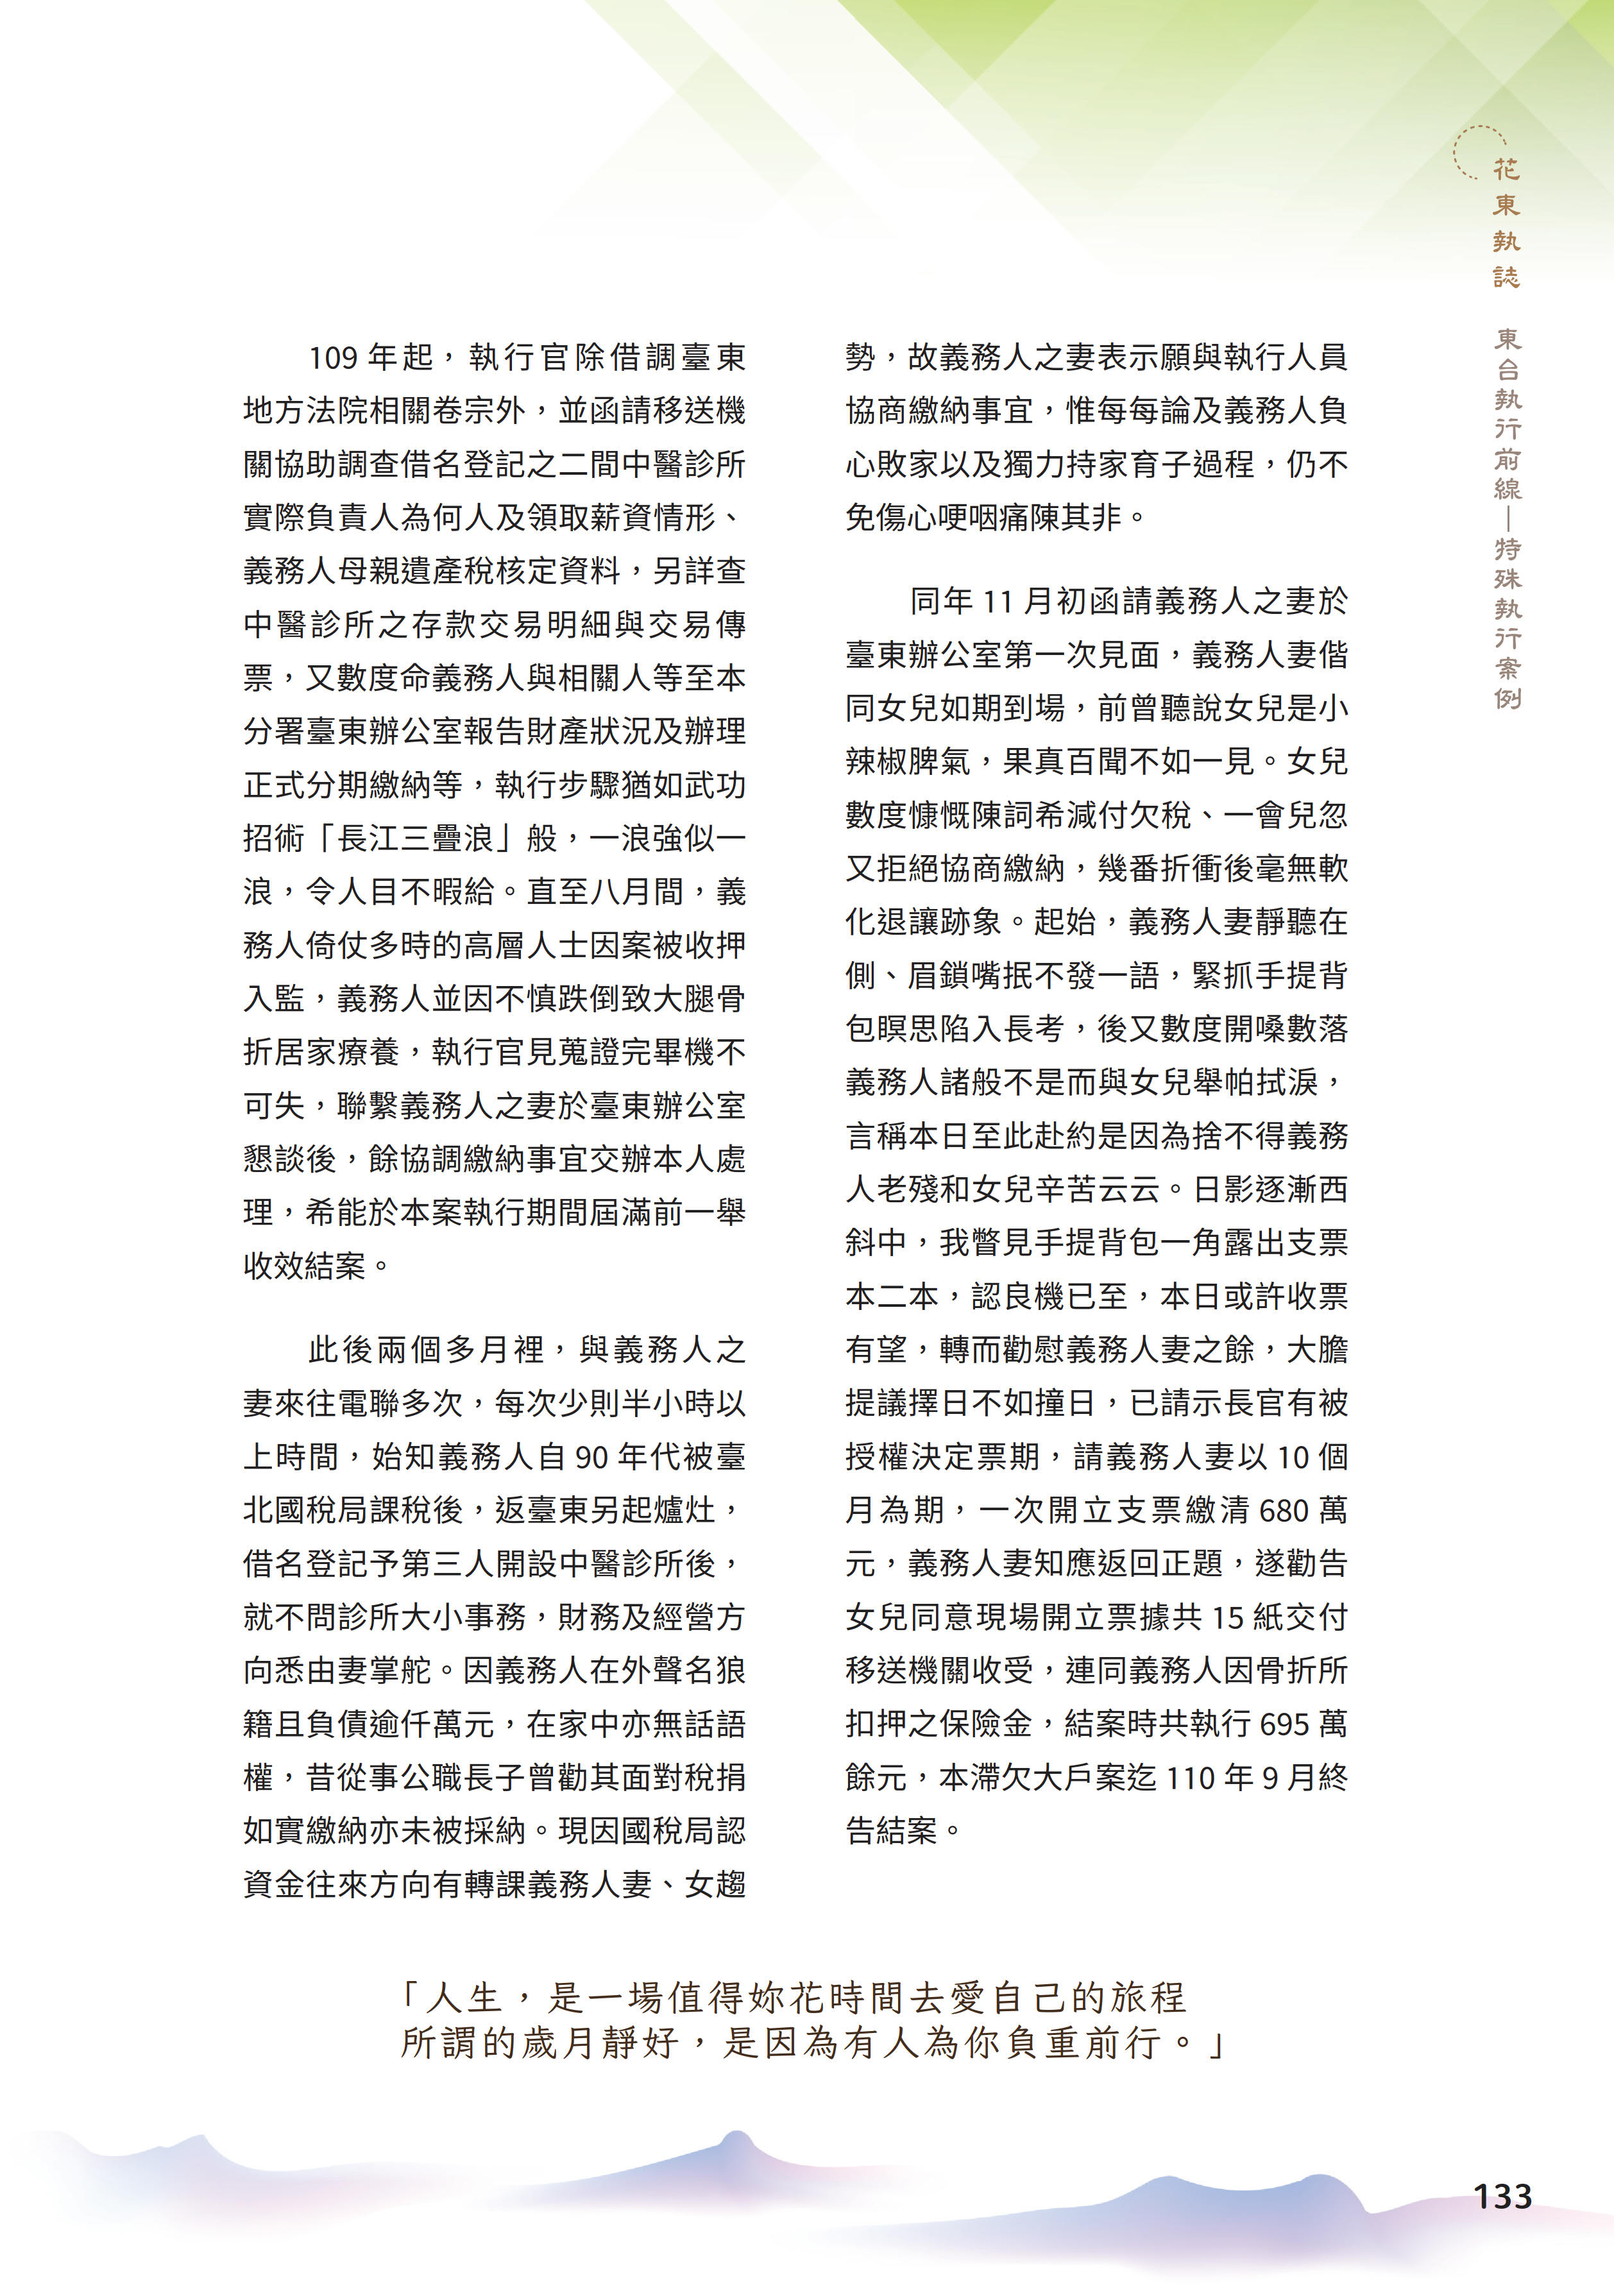 花東執誌 東台執行前線—特殊執行案例
109 年起，執行官除借調臺東
地方法院相關卷宗外，並函請移送機
關協助調查借名登記之二間中醫診所
實際負責人為何人及領取薪資情形、
義務人母親遺產稅核定資料，另詳查
中醫診所之存款交易明細與交易傳
票，又數度命義務人與相關人等至本
分署臺東辦公室報告財產狀況及辦理
正式分期繳納等，執行步驟猶如武功
招術「長江三疊浪」般，一浪強似一
浪，令人目不暇給。直至八月間，義
務人倚仗多時的高層人士因案被收押
入監，義務人並因不慎跌倒致大腿骨
折居家療養，執行官見蒐證完畢機不
可失，聯繫義務人之妻於臺東辦公室
懇談後，餘協調繳納事宜交辦本人處
理，希能於本案執行期間屆滿前一舉
收效結案。
此後兩個多月裡，與義務人之
妻來往電聯多次，每次少則半小時以
上時間，始知義務人自 90 年代被臺
北國稅局課稅後，返臺東另起爐灶，
借名登記予第三人開設中醫診所後，
就不問診所大小事務，財務及經營方
向悉由妻掌舵。因義務人在外聲名狼
籍且負債逾仟萬元，在家中亦無話語
權，昔從事公職長子曾勸其面對稅捐
如實繳納亦未被採納。現因國稅局認
資金往來方向有轉課義務人妻、女趨
勢，故義務人之妻表示願與執行人員
協商繳納事宜，惟每每論及義務人負
心敗家以及獨力持家育子過程，仍不
免傷心哽咽痛陳其非。
同年 11 月初函請義務人之妻於
臺東辦公室第一次見面，義務人妻偕
同女兒如期到場，前曾聽說女兒是小
辣椒脾氣，果真百聞不如一見。女兒
數度慷慨陳詞希減付欠稅、一會兒忽
又拒絕協商繳納，幾番折衝後毫無軟
化退讓跡象。起始，義務人妻靜聽在
側、眉鎖嘴抿不發一語，緊抓手提背
包瞑思陷入長考，後又數度開嗓數落
義務人諸般不是而與女兒舉帕拭淚，
言稱本日至此赴約是因為捨不得義務
人老殘和女兒辛苦云云。日影逐漸西
斜中，我瞥見手提背包一角露出支票
本二本，認良機已至，本日或許收票
有望，轉而勸慰義務人妻之餘，大膽
提議擇日不如撞日，已請示長官有被
授權決定票期，請義務人妻以 10 個
月為期，一次開立支票繳清 680 萬
元，義務人妻知應返回正題，遂勸告
女兒同意現場開立票據共 15 紙交付
移送機關收受，連同義務人因骨折所
扣押之保險金，結案時共執行 695 萬
餘元，本滯欠大戶案迄 110 年 9 月終
告結案。
「人生，是一場值得妳花時間去愛自己的旅程
所謂的歲月靜好，是因為有人為你負重前行。」
133